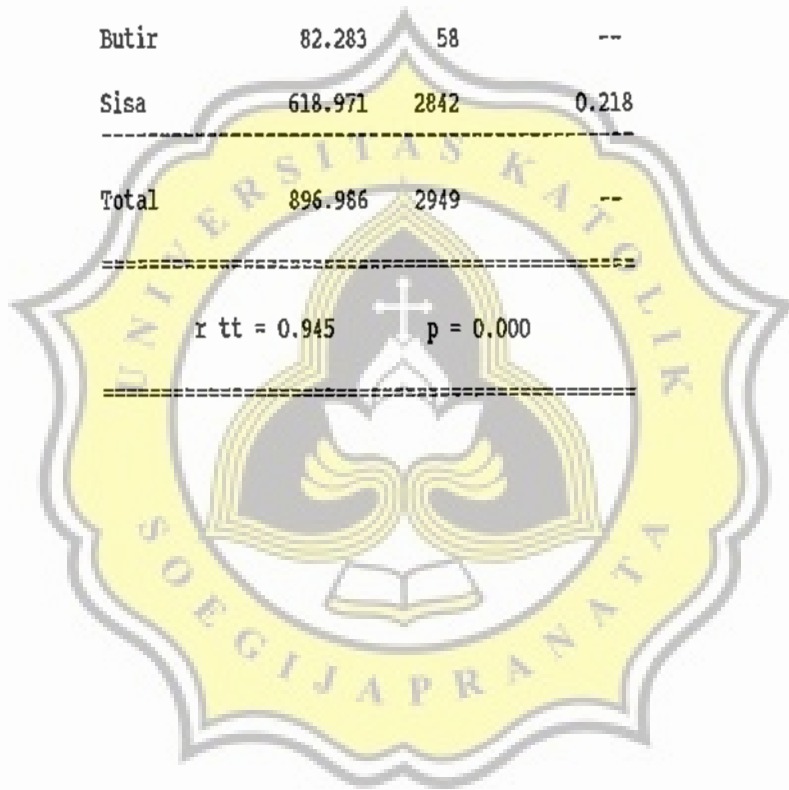 Butir 82.283 58 --
Sisa 618.971 2842 0.218
-----------------------------------------------------
Total 896.986 2949 --
=====================================================
r tt = 0.945 p = 0.000
=====================================================
UNIVERSITAS KATOLIK
SOEGIJAPRANATA